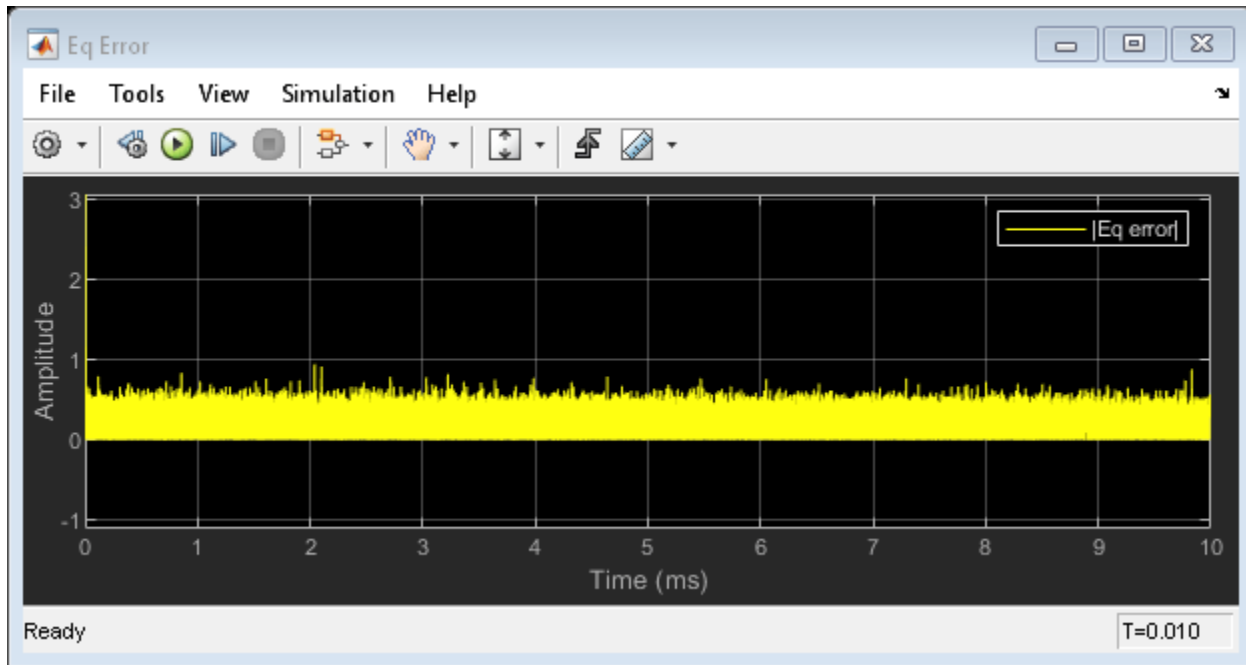 Eq Error
File Tools View Simulation Help
3
2
1
0
-1
Amplitude
|Eq error|
0 1 2 3 4 5 6 7 8 9 10
Time (ms)
Ready T=0.010